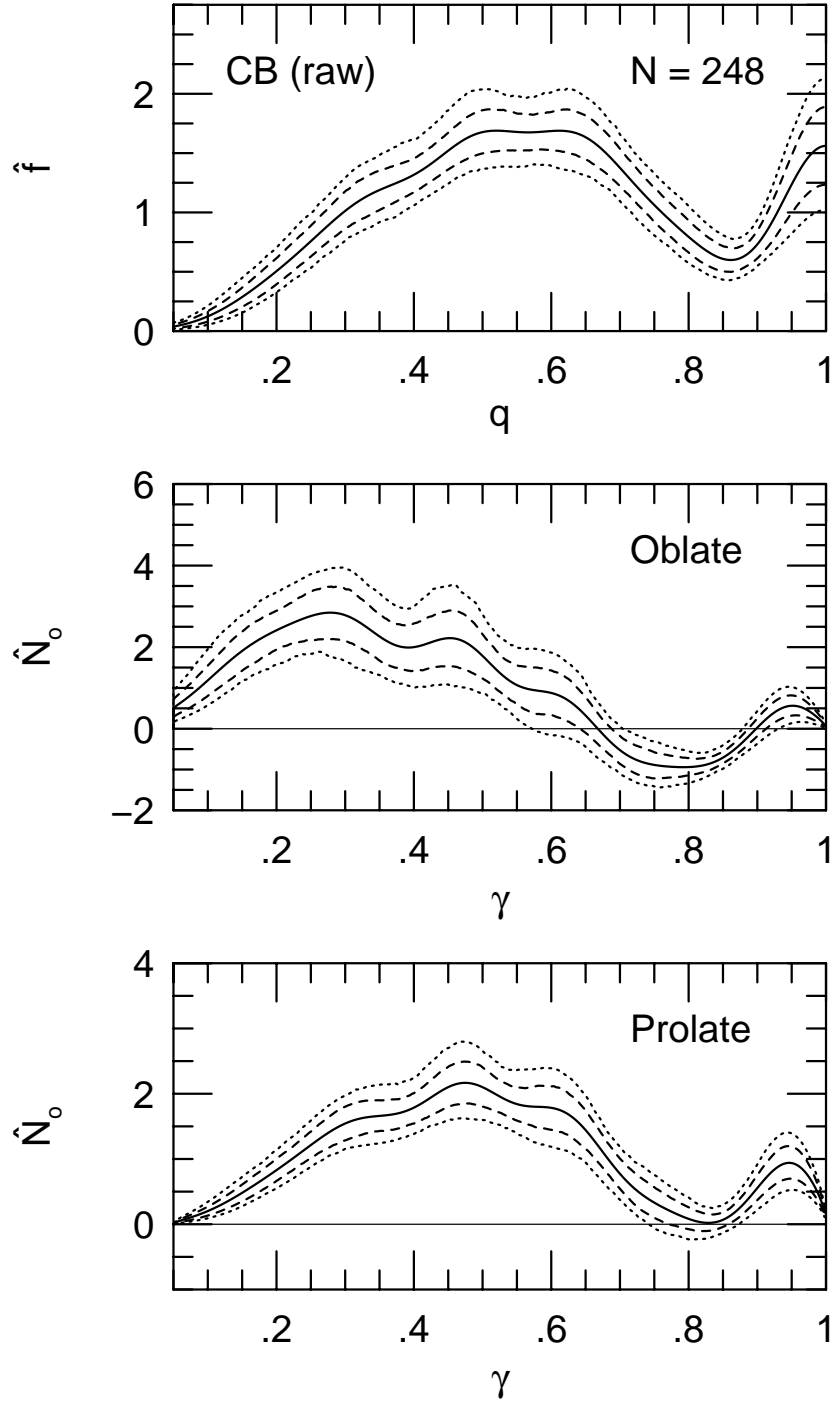 CB (raw) N = 248
f̂
2
1
0
.2 .4 .6 .8 1
q
Oblate
N̂o
6
4
2
0
−2
.2 .4 .6 .8 1
γ
Prolate
N̂o
4
2
0
.2 .4 .6 .8 1
γ